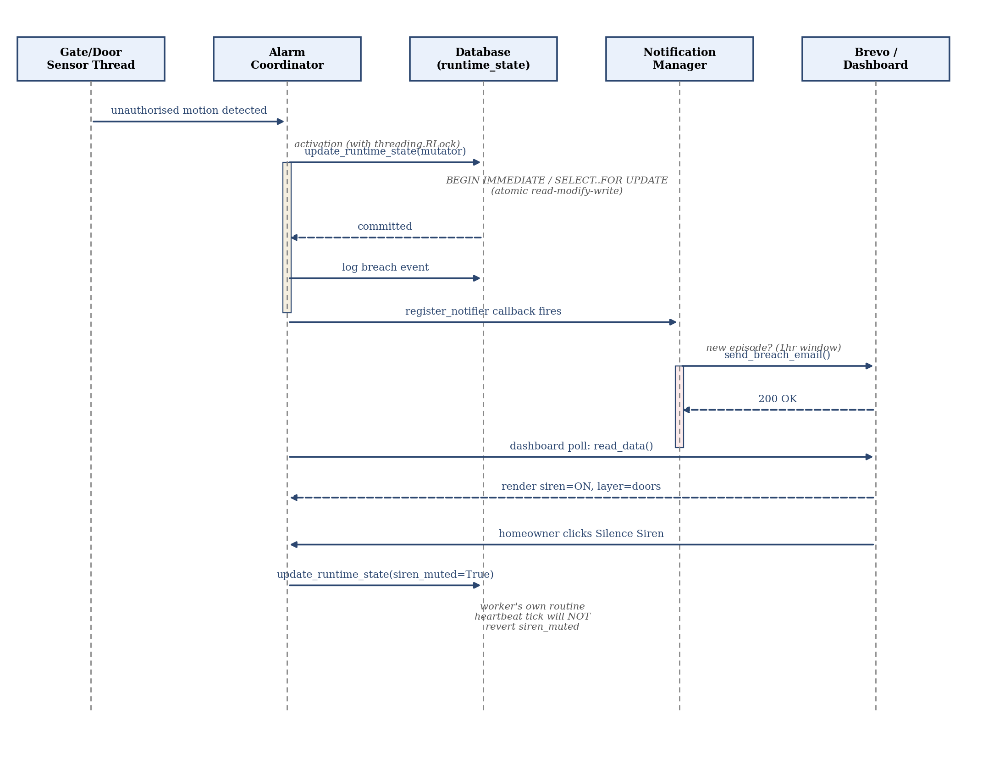 Gate/Door
Sensor Thread
Alarm
Coordinator
Database
(runtime_state)
Notification
Manager
Brevo /
Dashboard
unauthorised motion detected
activation (with threading.RLock)
update_runtime_state(mutator)
BEGIN IMMEDIATE / SELECT..FOR UPDATE
(atomic read-modify-write)
committed
log breach event
register_notifier callback fires
new episode? (1hr window)
send_breach_email()
200 OK
dashboard poll: read_data()
render siren=ON, layer=doors
homeowner clicks Silence Siren
update_runtime_state(siren_muted=True)
worker's own routine
heartbeat tick will NOT
revert siren_muted